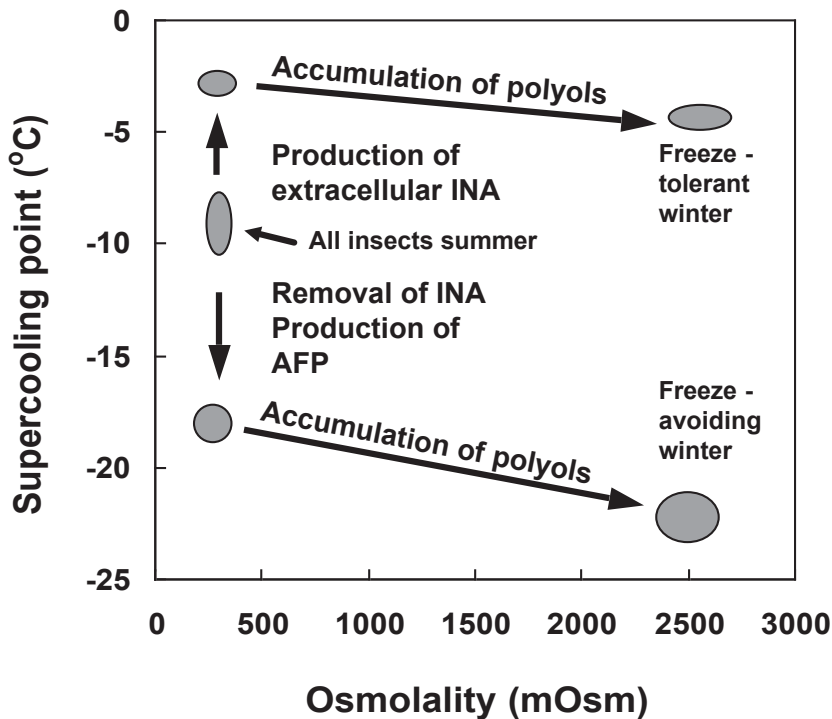 0
Accumulation of polyols
-5
Freeze -
tolerant
winter
Production of
extracellular INA
-10
All insects summer
Removal of INA
Production of
AFP
-15
Freeze -
avoiding
winter
Accumulation of polyols
-20
-25
0 500 1000 1500 2000 2500 3000
Osmolality (mOsm)
Supercooling point (°C)